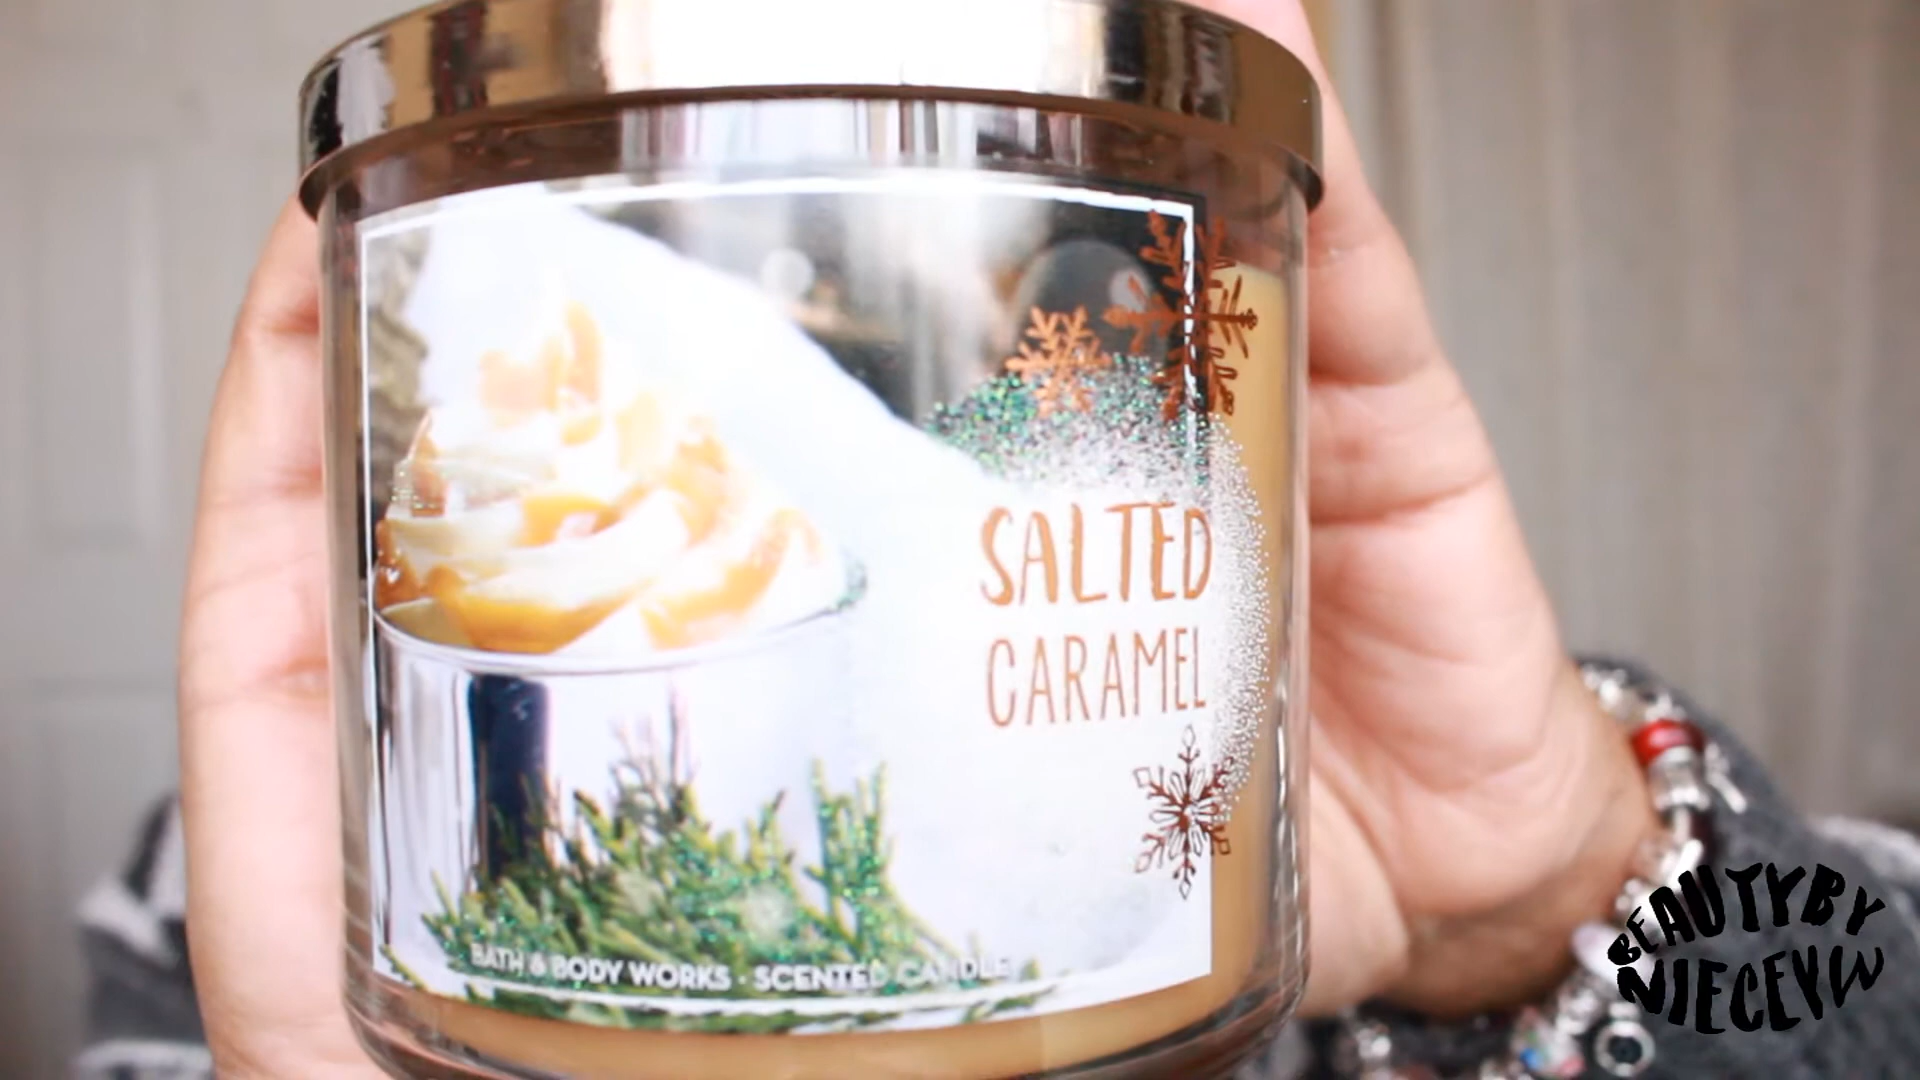 SALTED
CARAMEL
BATH & BODY WORKS · SCENTED CANDLE
BEAUTYBY
NIECEYW